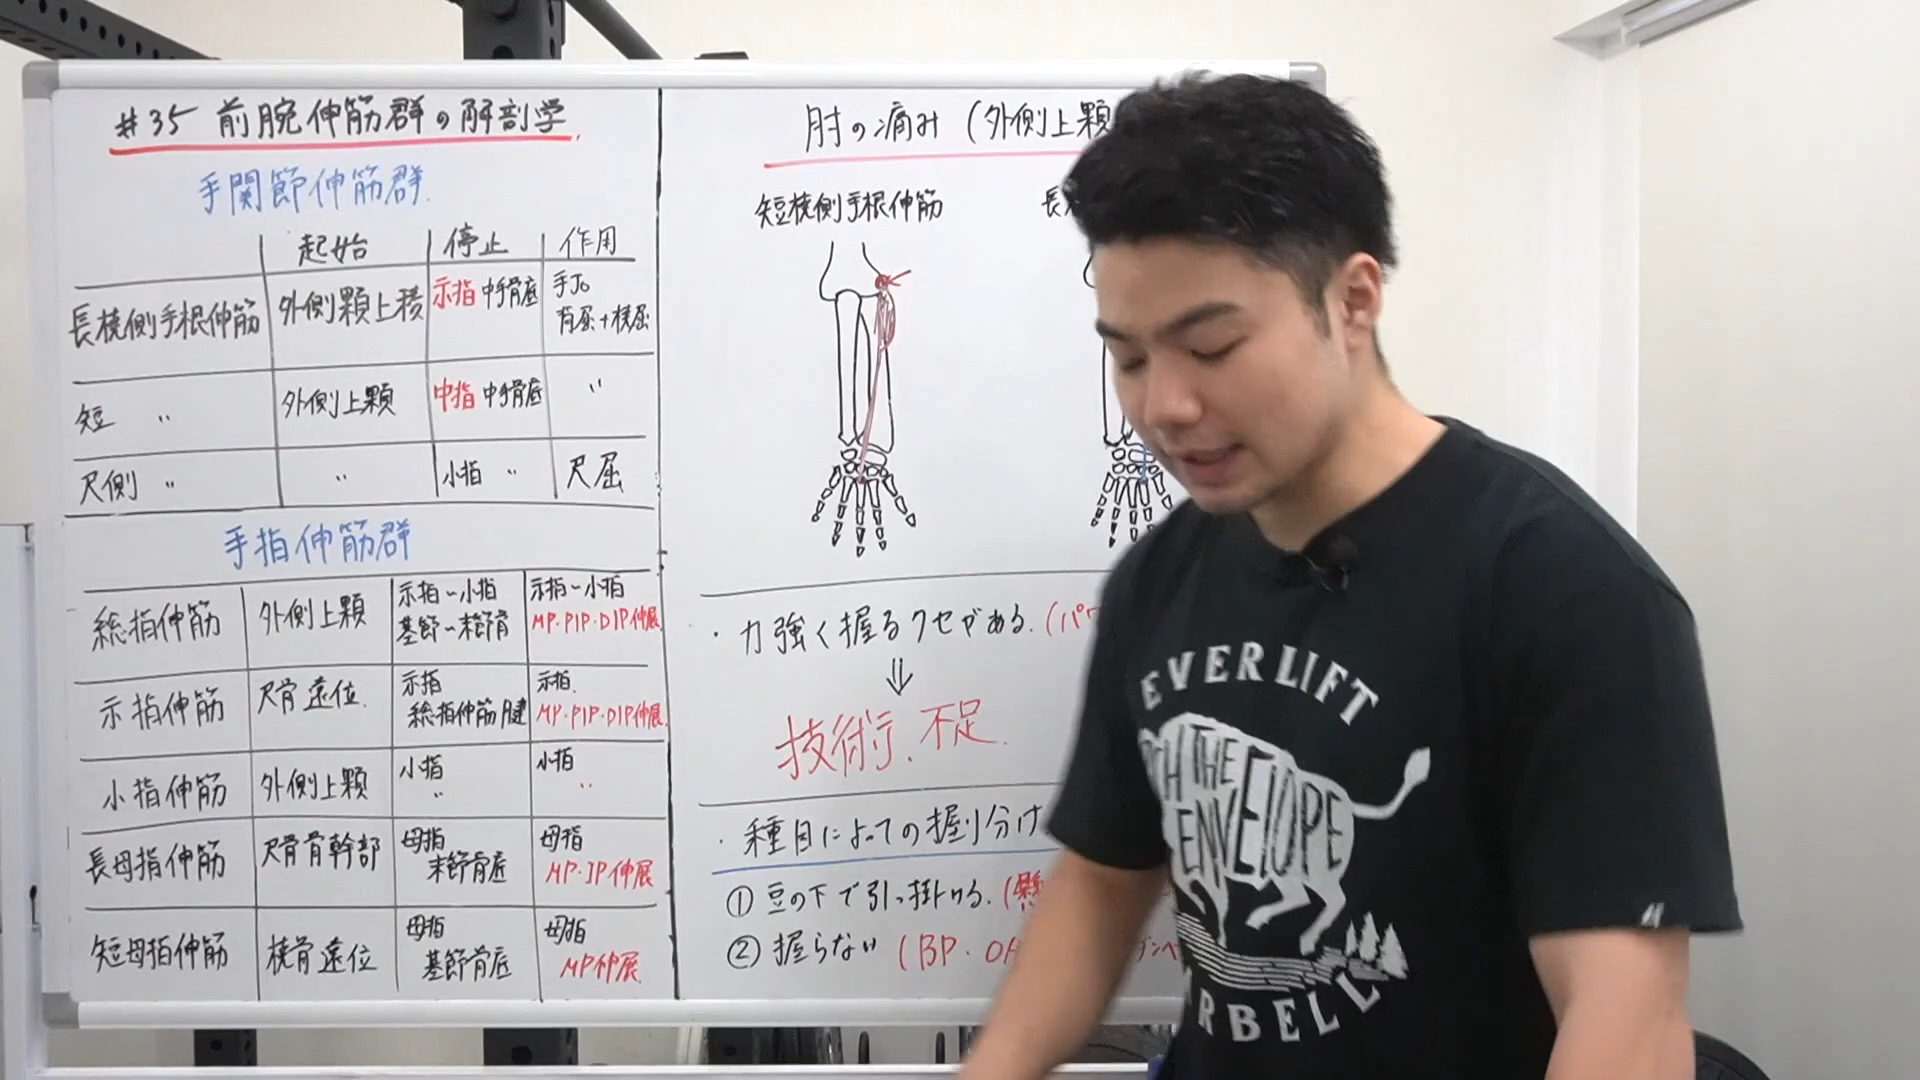 #35 前腕伸筋群の解剖学
手関節伸筋群
起始 停止 作用
長橈側手根伸筋 外側顆上稜 示指 中手骨底 手Jo 背屈+橈屈
短 〃 外側上顆 中指 中手骨底 〃
尺側 〃 〃 小指 〃 尺屈
手指伸筋群
総指伸筋 外側上顆 示指~小指 基節~末節骨 示指~小指 MP・PIP・DIP伸展
示指伸筋 尺骨遠位 示指 総指伸筋腱 示指 MP・PIP・DIP伸展
小指伸筋 外側上顆 小指 〃 小指 〃
長母指伸筋 尺骨骨幹部 母指 末節骨底 母指 MP・IP伸展
短母指伸筋 橈骨遠位 母指 基節骨底 母指 MP伸展
肘の痛み (外側上顆
短橈側手根伸筋
長
・力強く握るクセがある. (パワ
⇓
技術不足
・種目によっての握り分け
① 豆の下で引っ掛ける. (懸
② 握らない (BP・OH
EVERLIFT
THE
ENVELOPE
RBELL